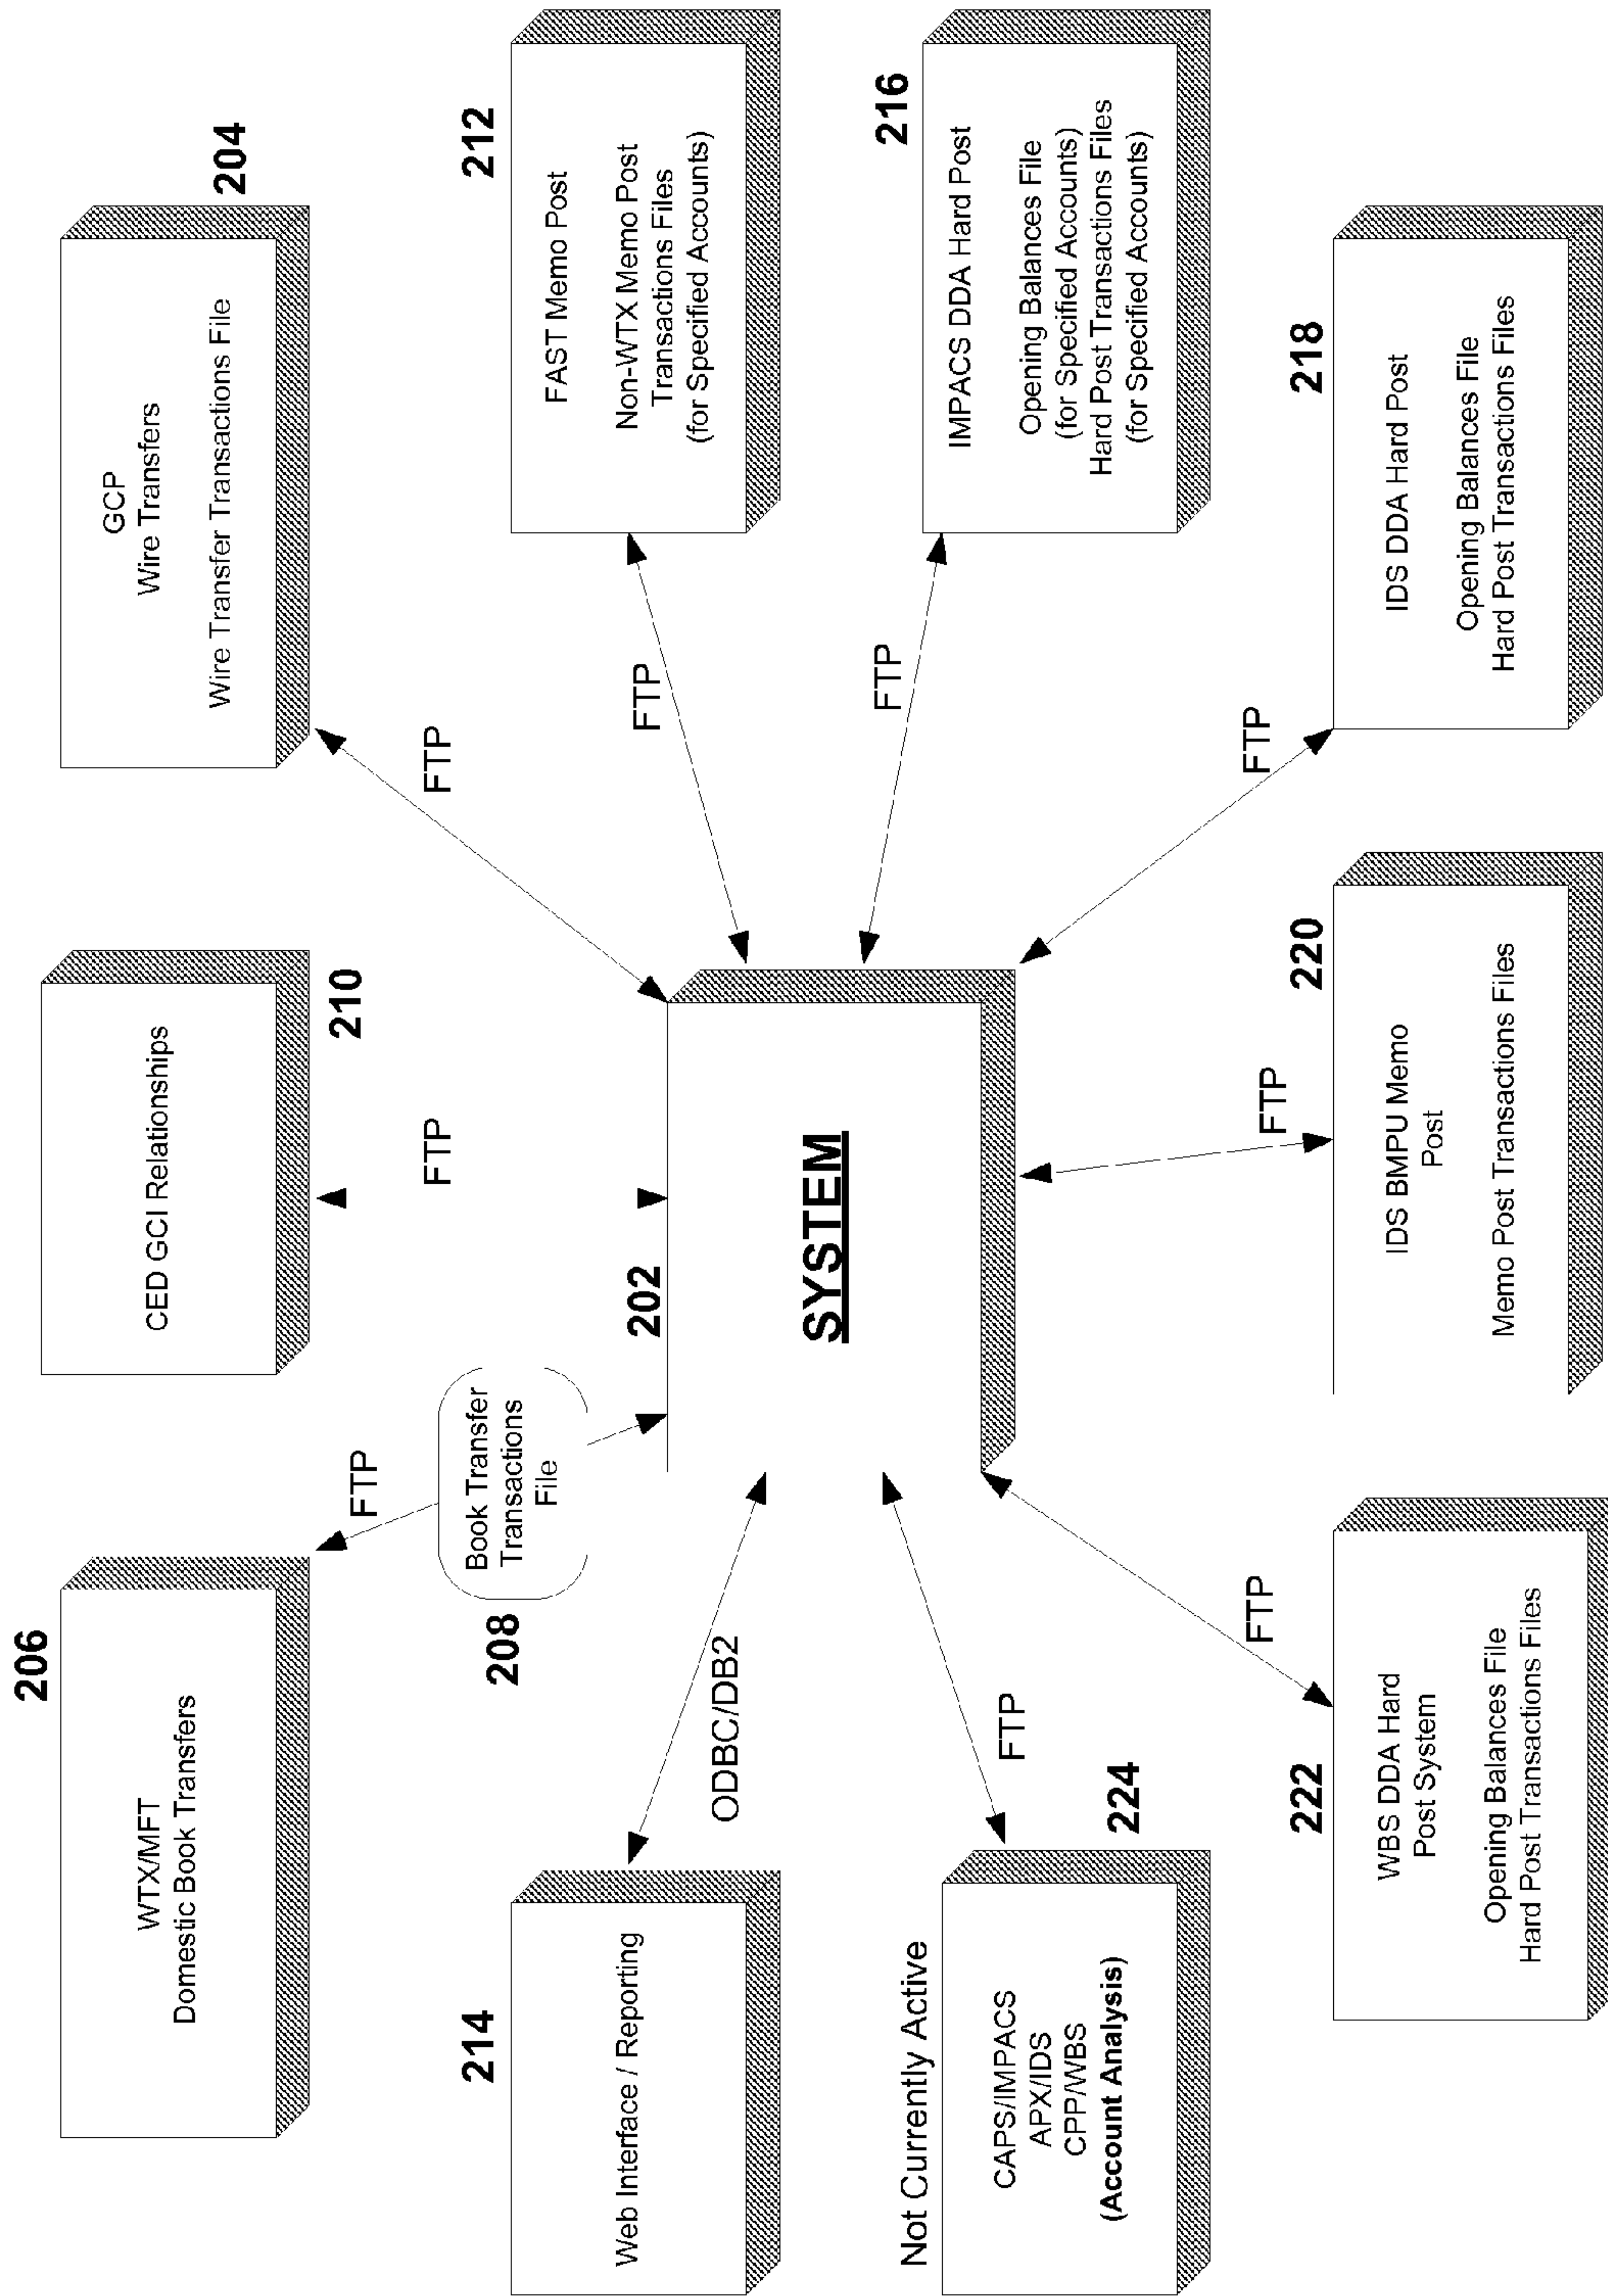 206
WTX/MFT
Domestic Book Transfers
CED GCI Relationships
210
GCP
Wire Transfers
Wire Transfer Transactions File
204
FTP
FTP
FTP
208
Book Transfer
Transactions
File
214
Web Interface / Reporting
ODBC/DB2
202
SYSTEM
FTP
212
FAST Memo Post
Non-WTX Memo Post
Transactions Files
(for Specified Accounts)
Not Currently Active
CAPS/IMPACS
APX/IDS
CPP/WBS
(Account Analysis)
224
FTP
FTP
216
IMPACS DDA Hard Post
Opening Balances File
(for Specified Accounts)
Hard Post Transactions Files
(for Specified Accounts)
FTP
FTP
FTP
222
WBS DDA Hard
Post System
Opening Balances File
Hard Post Transactions Files
220
IDS BMPU Memo
Post
Memo Post Transactions Files
218
IDS DDA Hard Post
Opening Balances File
Hard Post Transactions Files